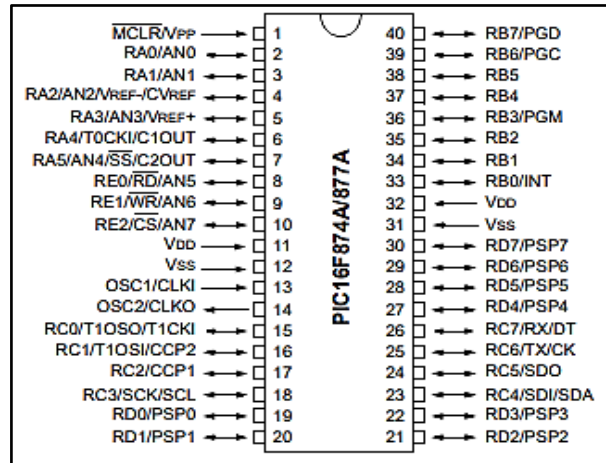 MCLR/VPP 1 40 RB7/PGD
RA0/AN0 2 39 RB6/PGC
RA1/AN1 3 38 RB5
RA2/AN2/VREF-/CVREF 4 37 RB4
RA3/AN3/VREF+ 5 36 RB3/PGM
RA4/T0CKI/C1OUT 6 35 RB2
RA5/AN4/SS/C2OUT 7 34 RB1
RE0/RD/AN5 8 33 RB0/INT
RE1/WR/AN6 9 32 VDD
RE2/CS/AN7 10 31 VSS
VDD 11 30 RD7/PSP7
VSS 12 29 RD6/PSP6
OSC1/CLKI 13 28 RD5/PSP5
OSC2/CLKO 14 27 RD4/PSP4
RC0/T1OSO/T1CKI 15 26 RC7/RX/DT
RC1/T1OSI/CCP2 16 25 RC6/TX/CK
RC2/CCP1 17 24 RC5/SDO
RC3/SCK/SCL 18 23 RC4/SDI/SDA
RD0/PSP0 19 22 RD3/PSP3
RD1/PSP1 20 21 RD2/PSP2
PIC16F874A/877A